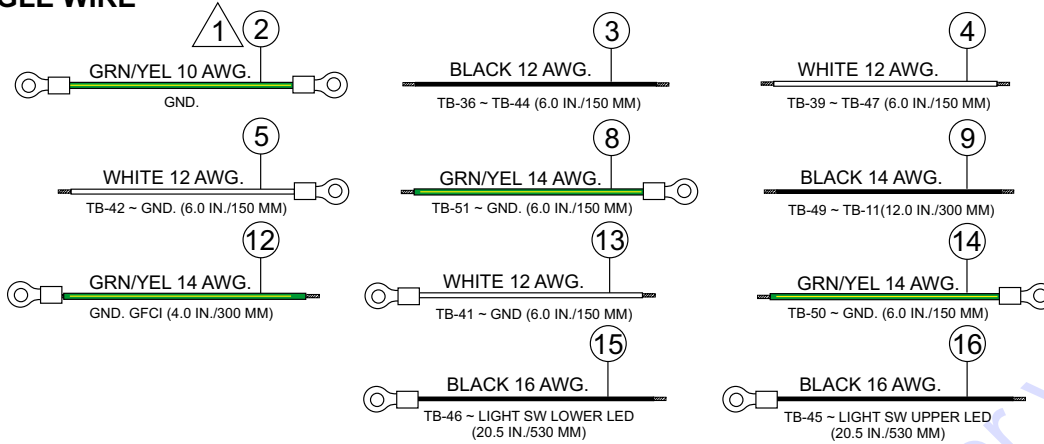 GLE WIRE
1
2
GRN/YEL 10 AWG.
GND.
3
BLACK 12 AWG.
TB-36 ~ TB-44 (6.0 IN./150 MM)
4
WHITE 12 AWG.
TB-39 ~ TB-47 (6.0 IN./150 MM)
5
WHITE 12 AWG.
TB-42 ~ GND. (6.0 IN./150 MM)
8
GRN/YEL 14 AWG.
TB-51 ~ GND. (6.0 IN./150 MM)
9
BLACK 14 AWG.
TB-49 ~ TB-11(12.0 IN./300 MM)
12
GRN/YEL 14 AWG.
GND. GFCI (4.0 IN./300 MM)
13
WHITE 12 AWG.
TB-41 ~ GND (6.0 IN./150 MM)
14
GRN/YEL 14 AWG.
TB-50 ~ GND. (6.0 IN./150 MM)
15
BLACK 16 AWG.
TB-46 ~ LIGHT SW LOWER LED
(20.5 IN./530 MM)
16
BLACK 16 AWG.
TB-45 ~ LIGHT SW UPPER LED
(20.5 IN./530 MM)